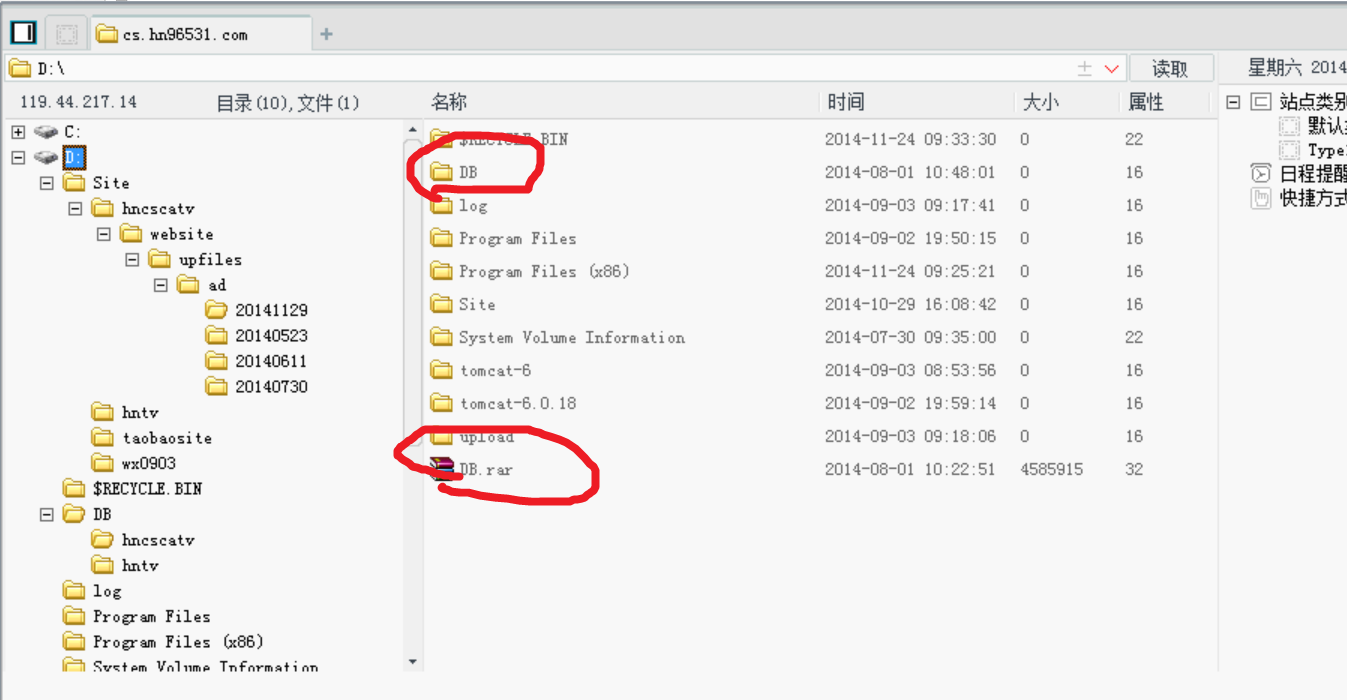 cs.hn96531.com
D:\
读取
星期六 2014
119.44.217.14 目录(10),文件(1)
名称 时间 大小 属性
站点类别
默认
Type
日程提醒
快捷方式
C:
D:
Site
hncscatv
website
upfiles
ad
20141129
20140523
20140611
20140730
hntv
taobaosite
wx0903
$RECYCLE.BIN
DB
hncscatv
hntv
log
Program Files
Program Files (x86)
System Volume Information
$RECYCLE.BIN 2014-11-24 09:33:30 0 22
DB 2014-08-01 10:48:01 0 16
log 2014-09-03 09:17:41 0 16
Program Files 2014-09-02 19:50:15 0 16
Program Files (x86) 2014-11-24 09:25:21 0 16
Site 2014-10-29 16:08:42 0 16
System Volume Information 2014-07-30 09:35:00 0 22
tomcat-6 2014-09-03 08:53:56 0 16
tomcat-6.0.18 2014-09-02 19:59:14 0 16
upload 2014-09-03 09:18:06 0 16
DB.rar 2014-08-01 10:22:51 4585915 32